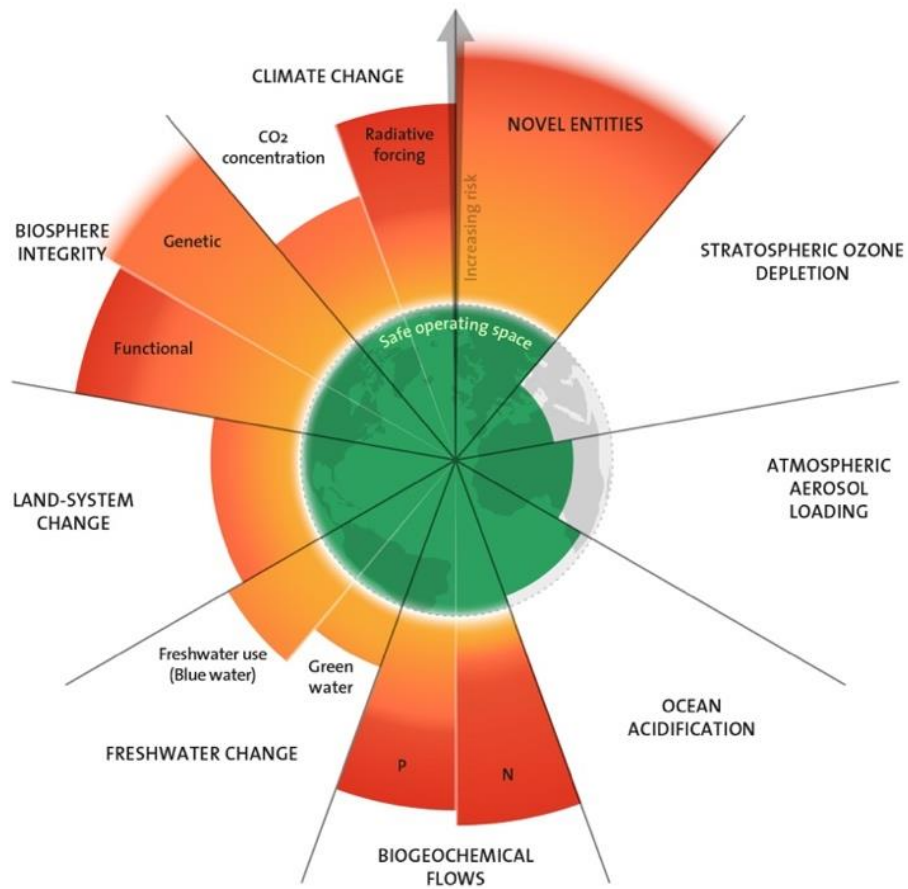 CLIMATE CHANGE
CO2
concentration
Radiative
forcing
NOVEL ENTITIES
Increasing risk
STRATOSPHERIC OZONE
DEPLETION
ATMOSPHERIC
AEROSOL
LOADING
OCEAN
ACIDIFICATION
BIOGEOCHEMICAL
FLOWS
P
N
FRESHWATER CHANGE
Green
water
Freshwater use
(Blue water)
LAND-SYSTEM
CHANGE
BIOSPHERE
INTEGRITY
Functional
Genetic
Safe operating space